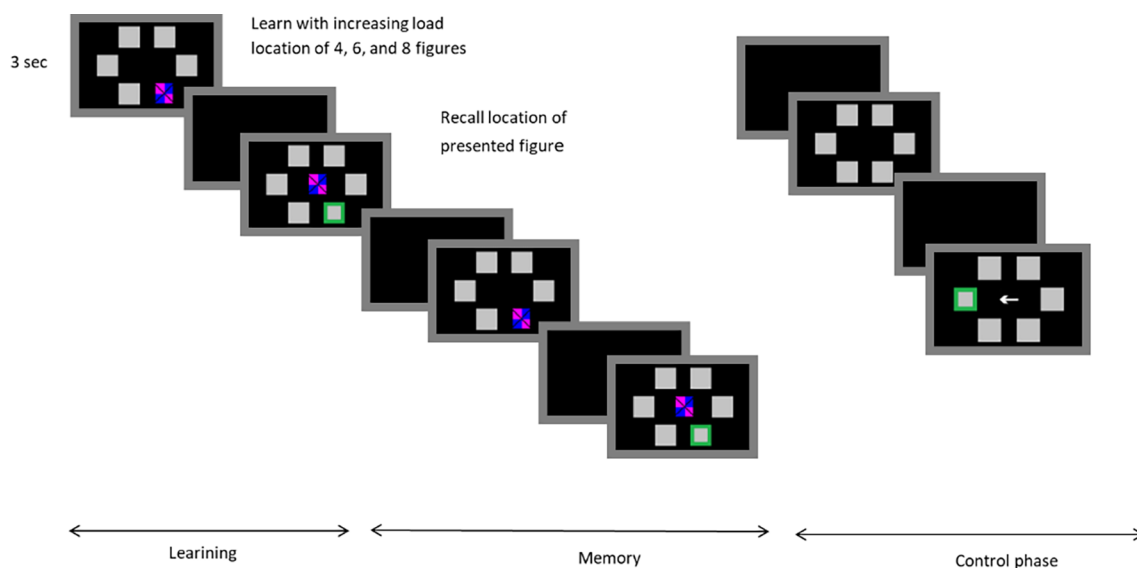 Learn with increasing load
location of 4, 6, and 8 figures
3 sec
Recall location of
presented figure
Learining
Memory
Control phase